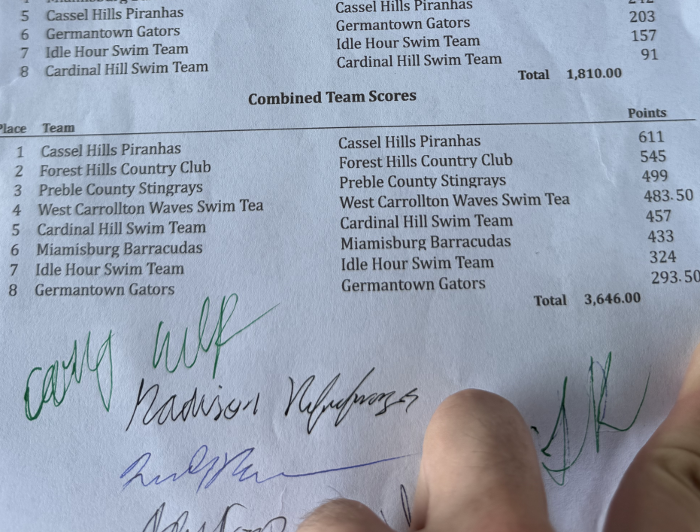 5 Cassel Hills Piranhas Cassel Hills Piranhas
6 Germantown Gators Germantown Gators 203
7 Idle Hour Swim Team Idle Hour Swim Team 157
8 Cardinal Hill Swim Team Cardinal Hill Swim Team 91
Total 1,810.00
Combined Team Scores
Place Team Points
1 Cassel Hills Piranhas Cassel Hills Piranhas 611
2 Forest Hills Country Club Forest Hills Country Club 545
3 Preble County Stingrays Preble County Stingrays 499
4 West Carrollton Waves Swim Tea West Carrollton Waves Swim Tea 483.50
5 Cardinal Hill Swim Team Cardinal Hill Swim Team 457
6 Miamisburg Barracudas Miamisburg Barracudas 433
7 Idle Hour Swim Team Idle Hour Swim Team 324
8 Germantown Gators Germantown Gators 293.50
Total 3,646.00
Madison